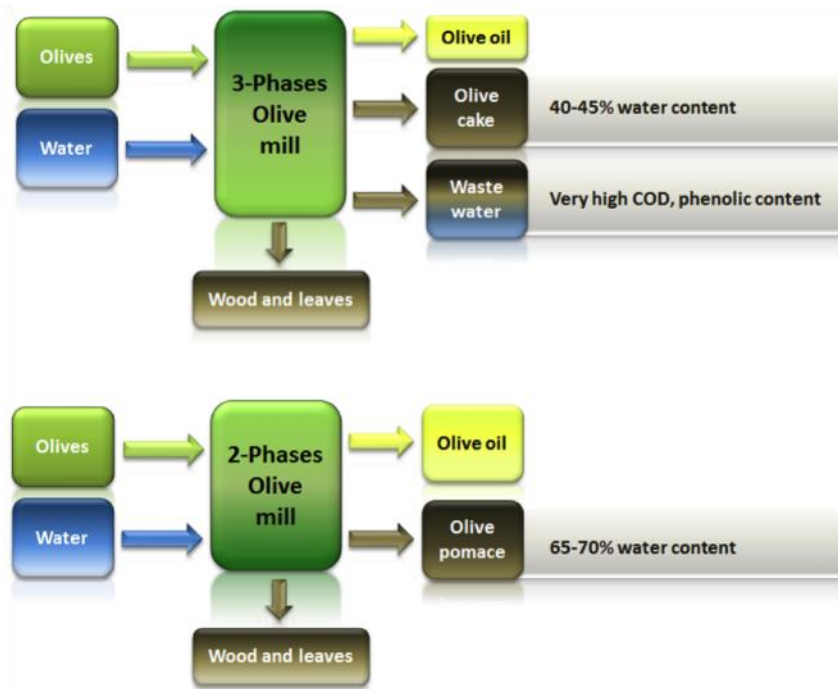 Olives
Water
3-Phases
Olive
mill
Olive oil
Olive
cake
40-45% water content
Waste
water
Very high COD, phenolic content
Wood and leaves
Olives
Water
2-Phases
Olive
mill
Olive oil
Olive
pomace
65-70% water content
Wood and leaves